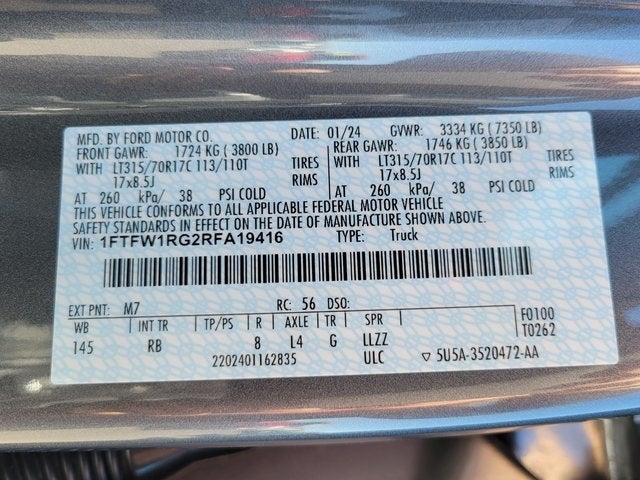 MFD. BY FORD MOTOR CO. DATE: 01/24 GVWR: 3334 KG ( 7350 LB)
FRONT GAWR: 1724 KG ( 3800 LB) REAR GAWR: 1746 KG ( 3850 LB)
WITH LT315/70R17C 113/110T TIRES WITH LT315/70R17C 113/110T TIRES
17x8.5J RIMS 17x8.5J RIMS
AT 260 kPa/ 38 PSI COLD AT 260 kPa/ 38 PSI COLD
THIS VEHICLE CONFORMS TO ALL APPLICABLE FEDERAL MOTOR VEHICLE
SAFETY STANDARDS IN EFFECT ON THE DATE OF MANUFACTURE SHOWN ABOVE.
VIN: 1FTFW1RG2RFA19416 TYPE: Truck
EXT PNT: M7 RC: 56 DSO:
WB INT TR TP/PS R AXLE TR SPR F0100
145 RB 8 L4 G LLZZ T0262
2202401162835 ULC ▽ 5U5A-3520472-AA